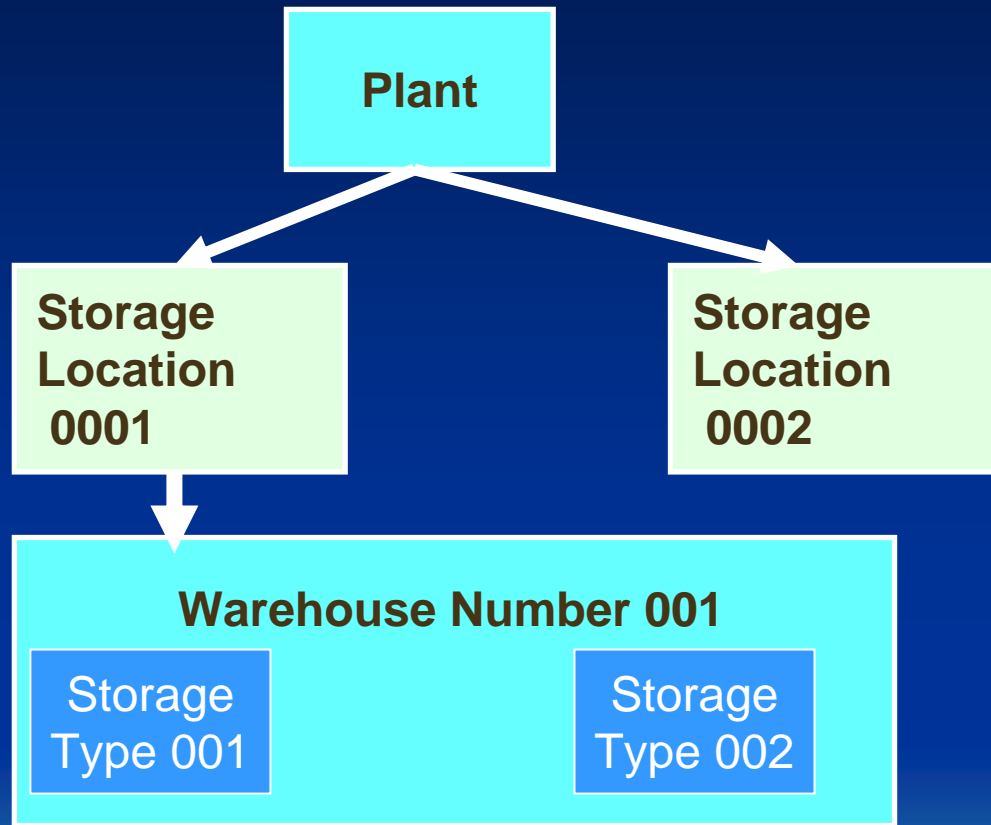 Plant
Storage
Location
0001
Storage
Location
0002
Warehouse Number 001
Storage
Type 001
Storage
Type 002